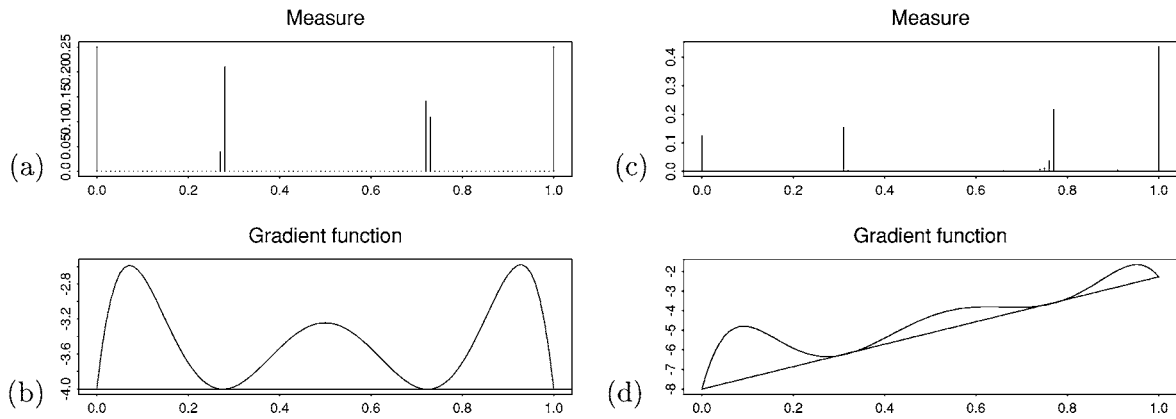 Measure
(a)
0.0 0.05 0.10 0.15 0.20 0.25
0.0 0.2 0.4 0.6 0.8 1.0
Gradient function
(b)
-4.0 -3.6 -3.2 -2.8
0.0 0.2 0.4 0.6 0.8 1.0
Measure
(c)
0.0 0.1 0.2 0.3 0.4
0.0 0.2 0.4 0.6 0.8 1.0
Gradient function
(d)
-8 -7 -6 -5 -4 -3 -2
0.0 0.2 0.4 0.6 0.8 1.0